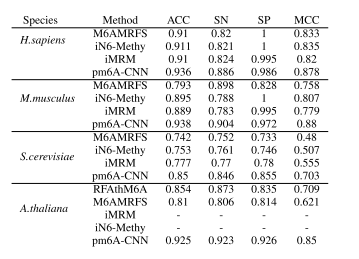 Species Method ACC SN SP MCC
H.sapiens M6AMRFS 0.91 0.82 1 0.833
iN6-Methy 0.911 0.821 1 0.835
iMRM 0.91 0.824 0.995 0.82
pm6A-CNN 0.936 0.886 0.986 0.878
M.musculus M6AMRFS 0.793 0.898 0.828 0.758
iN6-Methy 0.895 0.788 1 0.807
iMRM 0.889 0.783 0.995 0.779
pm6A-CNN 0.938 0.904 0.972 0.88
S.cerevisiae M6AMRFS 0.742 0.752 0.733 0.48
iN6-Methy 0.753 0.761 0.746 0.507
iMRM 0.777 0.77 0.78 0.555
pm6A-CNN 0.85 0.846 0.855 0.703
A.thaliana RFAthM6A 0.854 0.873 0.835 0.709
M6AMRFS 0.81 0.806 0.814 0.621
iMRM - - - -
iN6-Methy - - - -
pm6A-CNN 0.925 0.923 0.926 0.85